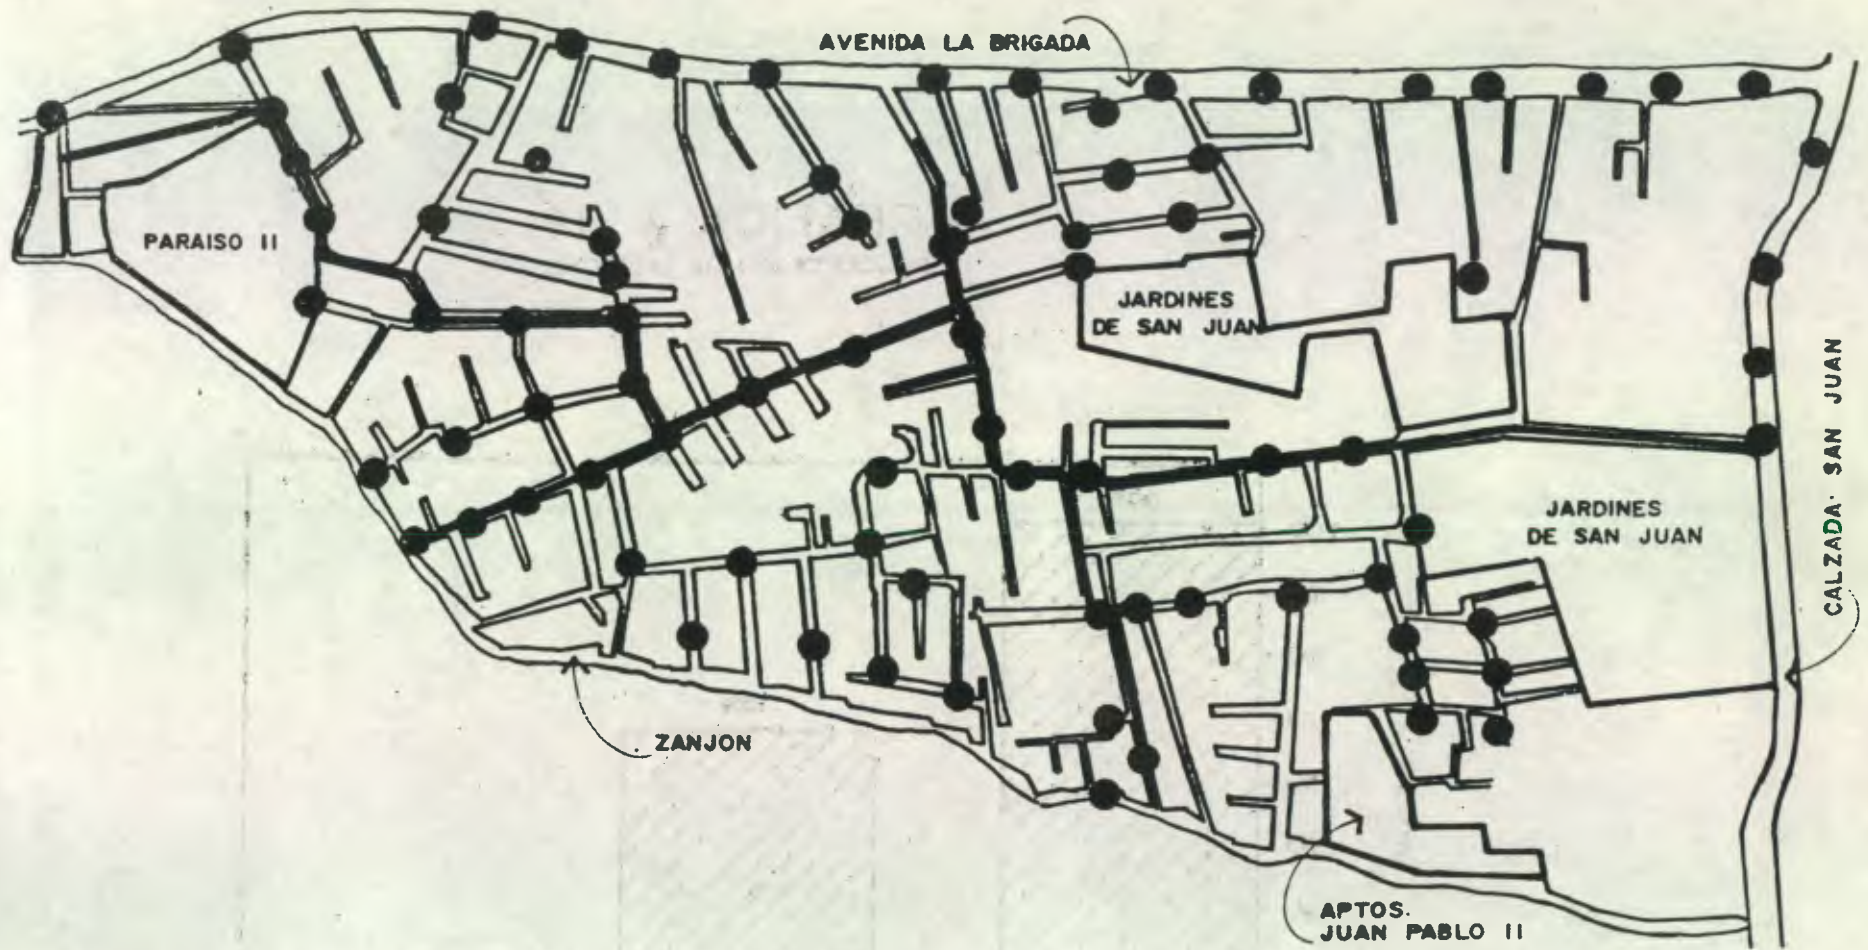 AVENIDA LA BRIGADA
PARAISO II
JARDINES
DE SAN JUAN
CALZADA SAN JUAN
JARDINES
DE SAN JUAN
ZANJON
APTOS.
JUAN PABLO II